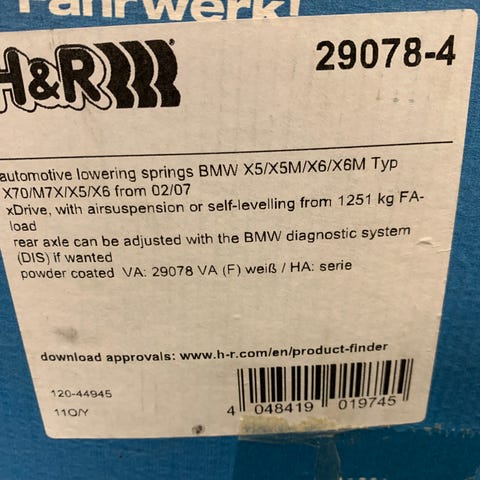 Fahrwerk!
H&R
29078-4
automotive lowering springs BMW X5/X5M/X6/X6M Typ
X70/M7X/X5/X6 from 02/07
xDrive, with airsuspension or self-levelling from 1251 kg FA-
load
rear axle can be adjusted with the BMW diagnostic system
(DIS) if wanted
powder coated VA: 29078 VA (F) weiß / HA: serie
download approvals: www.h-r.com/en/product-finder
120-44945
11O/Y
4 048419 019745